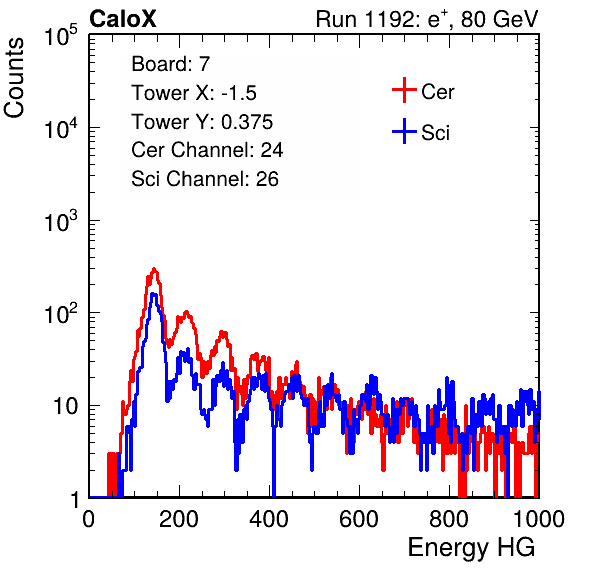 CaloX Run 1192: e⁺, 80 GeV
Counts
Board: 7
Tower X: -1.5
Tower Y: 0.375
Cer Channel: 24
Sci Channel: 26
Cer
Sci
10⁵
10⁴
10³
10²
10
1
0 200 400 600 800 1000
Energy HG